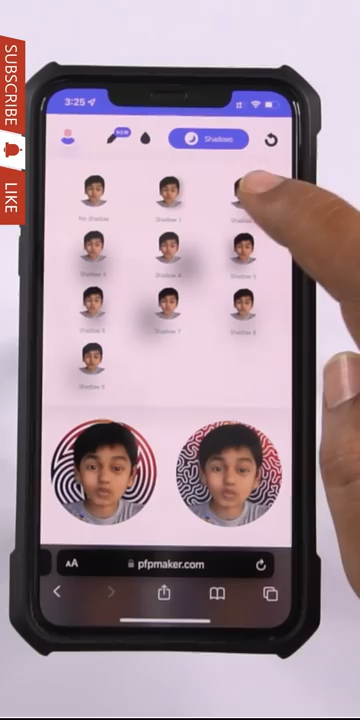 SUBSCRIBE
LIKE
3:25
NEW
Shadows
No shadow
Shadow 1
Shadow 3
Shadow 4
Shadow 5
Shadow 6
Shadow 7
Shadow 8
Shadow 9
AA
pfpmaker.com